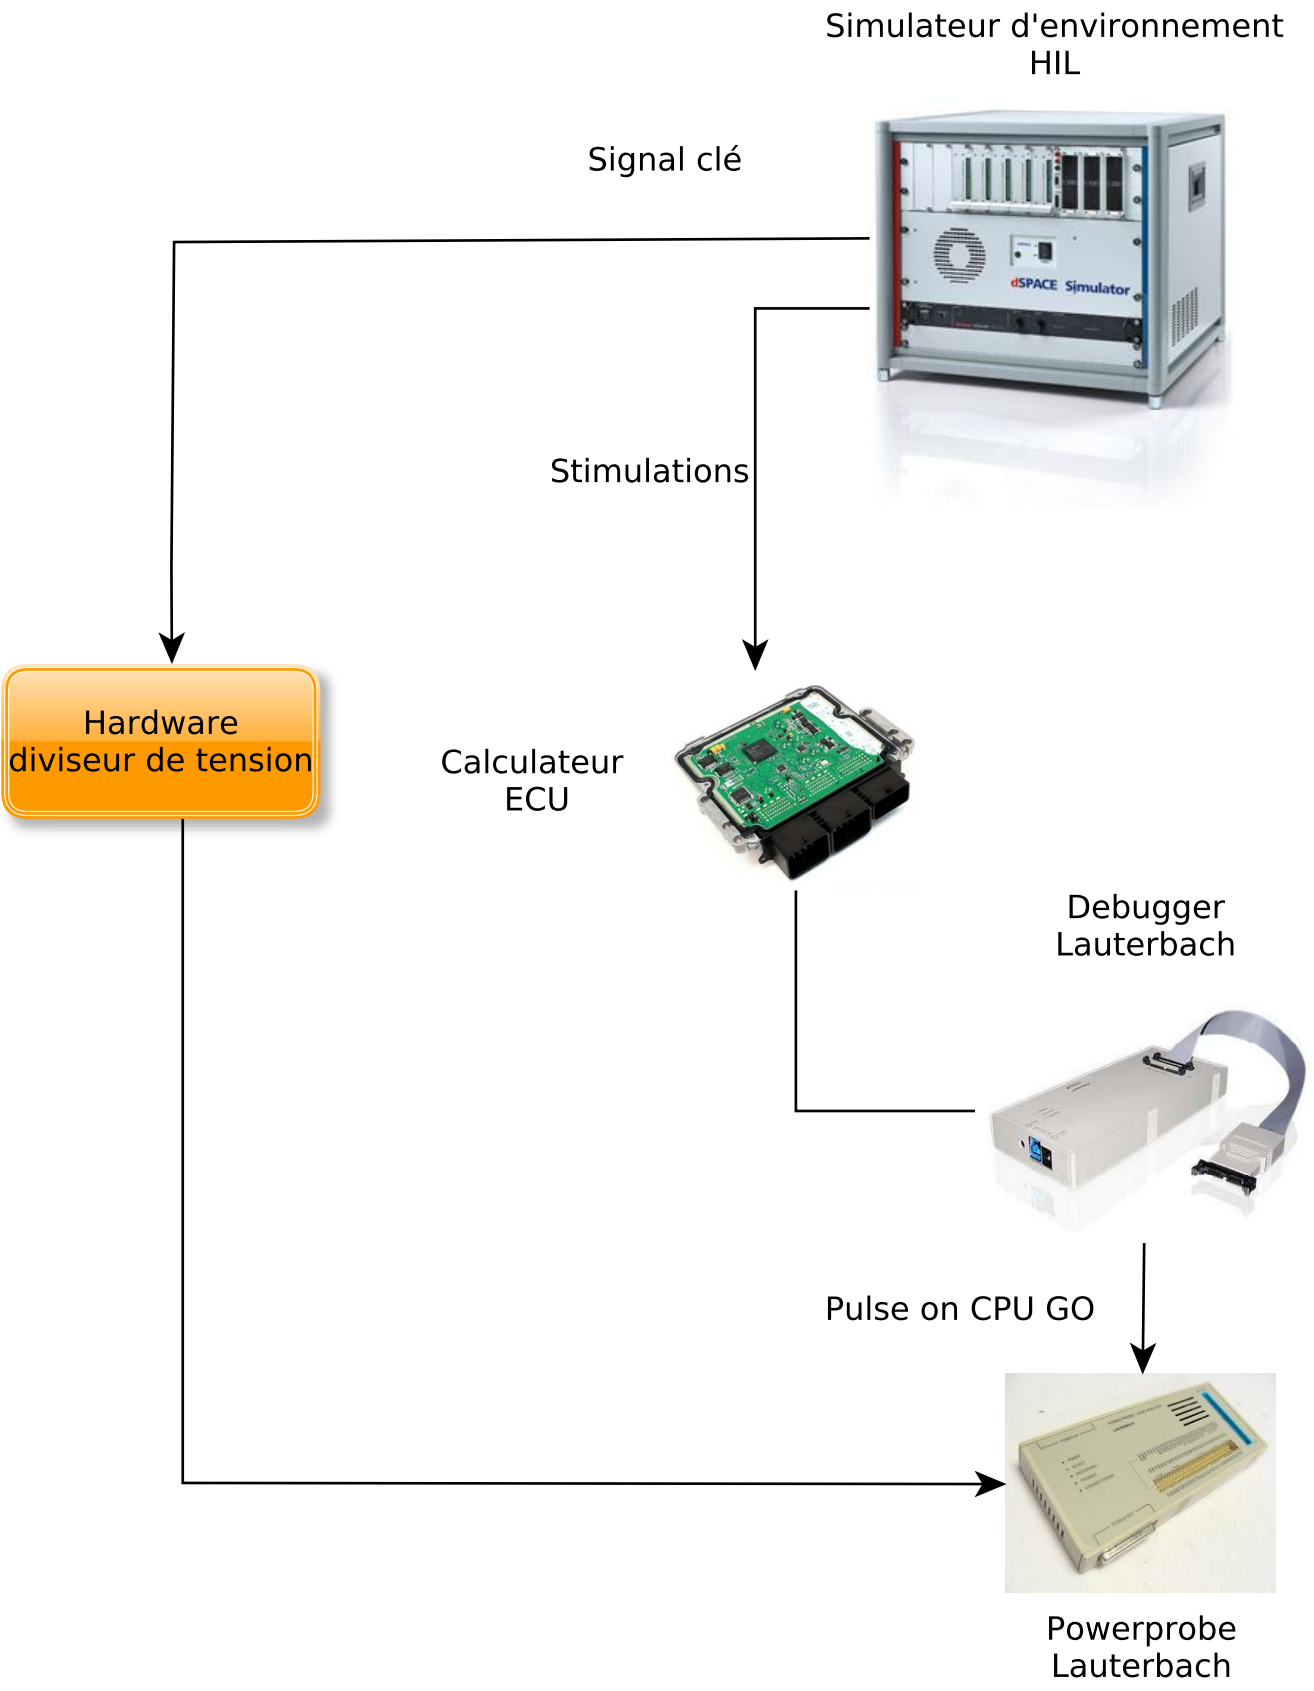 Simulateur d'environnement
HIL
Signal clé
dSPACE Simulator
Stimulations
Hardware
diviseur de tension
Calculateur
ECU
Debugger
Lauterbach
Pulse on CPU GO
Powerprobe
Lauterbach